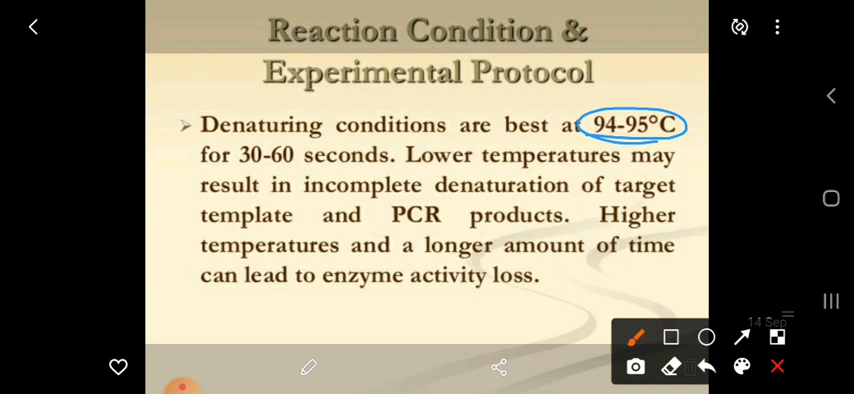 Reaction Condition &
Experimental Protocol
➢ Denaturing conditions are best at 94-95°C
for 30-60 seconds. Lower temperatures may
result in incomplete denaturation of target
template and PCR products. Higher
temperatures and a longer amount of time
can lead to enzyme activity loss.
14 Sep